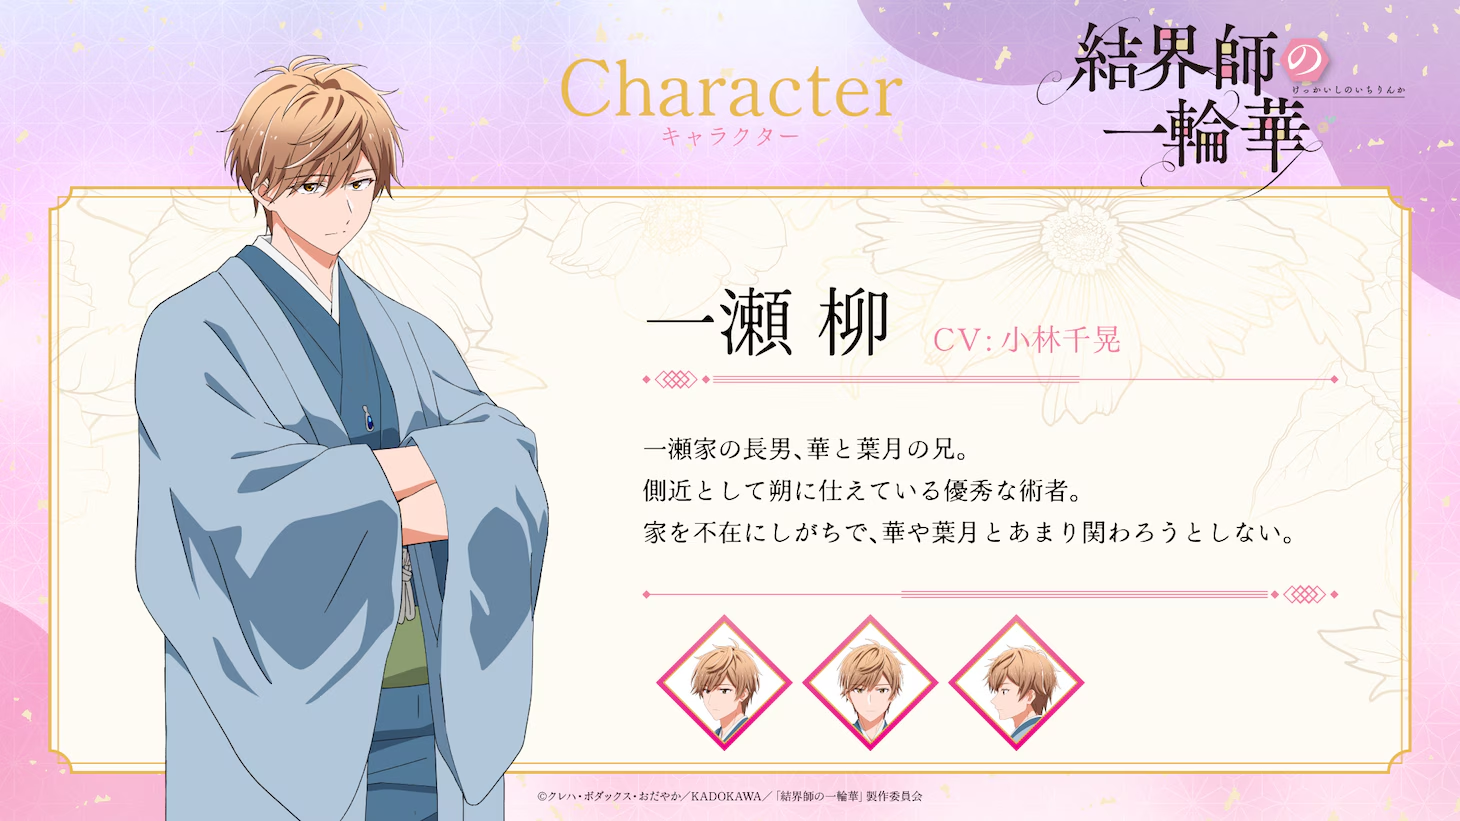 Character
キャラクター
結界師の
けっかいしのいちりんか
一輪華
一瀬 柳 CV:小林千晃
一瀬家の長男、華と葉月の兄。
側近として朔に仕えている優秀な術者。
家を不在にしがちで、華や葉月とあまり関わろうとしない。
©クレハ・ボダックス・おだやか／KADOKAWA／「結界師の一輪華」製作委員会